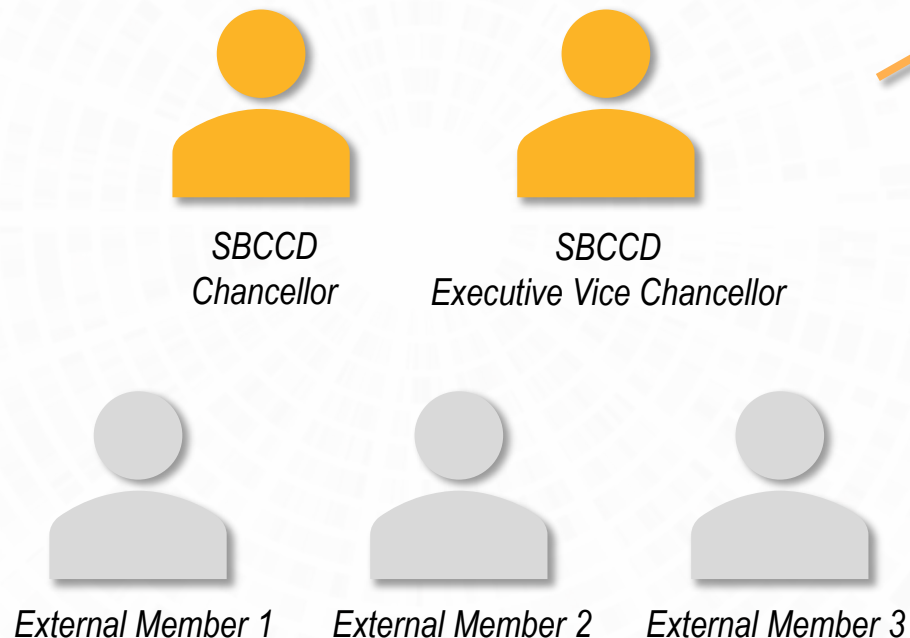 SBCCD
Chancellor
SBCCD
Executive Vice Chancellor
External Member 1
External Member 2
External Member 3